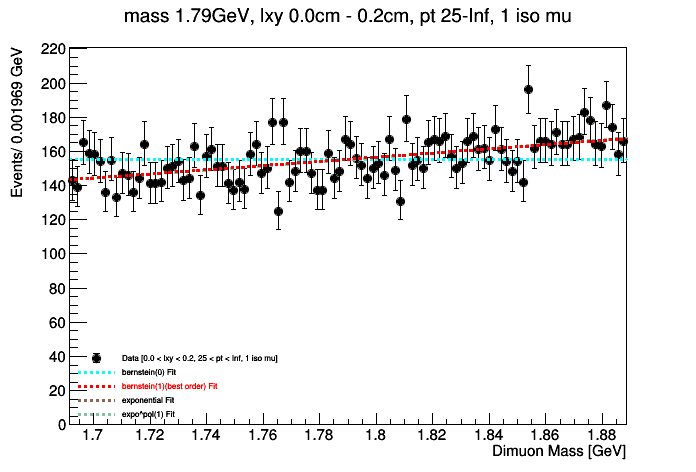 mass 1.79GeV, lxy 0.0cm - 0.2cm, pt 25-Inf, 1 iso mu
Events/ 0.001969 GeV
220
200
180
160
140
120
100
80
60
40
20
0
Data [0.0 < lxy < 0.2, 25 < pt < Inf, 1 iso mu]
bernstein(0) Fit
bernstein(1)(best order) Fit
exponential Fit
expo*pol(1) Fit
1.7 1.72 1.74 1.76 1.78 1.8 1.82 1.84 1.86 1.88
Dimuon Mass [GeV]